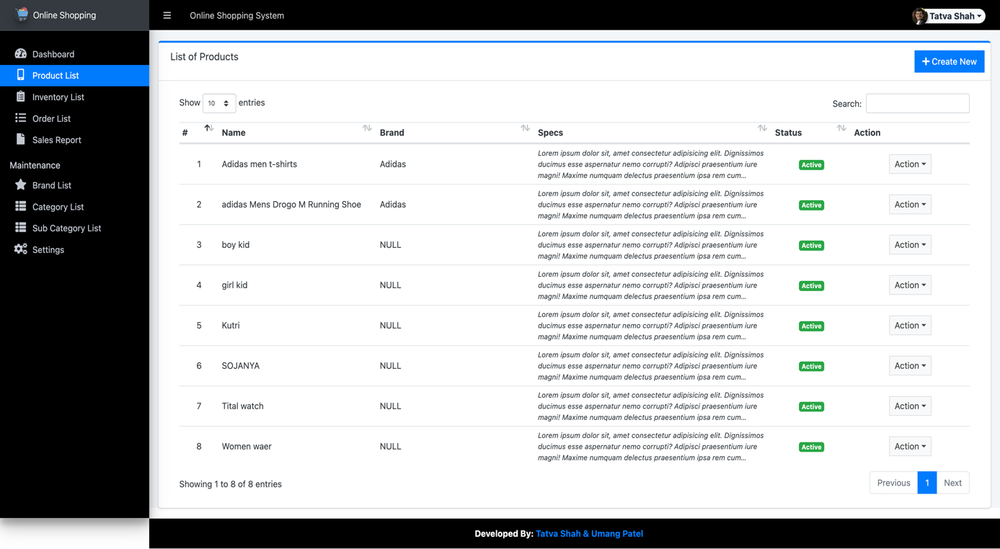 Online Shopping
Online Shopping System
Tatva Shah
Dashboard
Product List
Inventory List
Order List
Sales Report
Maintenance
Brand List
Category List
Sub Category List
Settings
List of Products
Create New
Show 10 entries
Search:
# Name Brand Specs Status Action
1 Adidas men t-shirts Adidas Lorem ipsum dolor sit, amet consectetur adipisicing elit. Dignissimos
ducimus esse aspernatur nemo corrupti? Adipisci praesentium iure
magni! Maxime numquam delectus praesentium ipsa rem cum... Active Action
2 adidas Mens Drogo M Running Shoe Adidas Lorem ipsum dolor sit, amet consectetur adipisicing elit. Dignissimos
ducimus esse aspernatur nemo corrupti? Adipisci praesentium iure
magni! Maxime numquam delectus praesentium ipsa rem cum... Active Action
3 boy kid NULL Lorem ipsum dolor sit, amet consectetur adipisicing elit. Dignissimos
ducimus esse aspernatur nemo corrupti? Adipisci praesentium iure
magni! Maxime numquam delectus praesentium ipsa rem cum... Active Action
4 girl kid NULL Lorem ipsum dolor sit, amet consectetur adipisicing elit. Dignissimos
ducimus esse aspernatur nemo corrupti? Adipisci praesentium iure
magni! Maxime numquam delectus praesentium ipsa rem cum... Active Action
5 Kutri NULL Lorem ipsum dolor sit, amet consectetur adipisicing elit. Dignissimos
ducimus esse aspernatur nemo corrupti? Adipisci praesentium iure
magni! Maxime numquam delectus praesentium ipsa rem cum... Active Action
6 SOJANYA NULL Lorem ipsum dolor sit, amet consectetur adipisicing elit. Dignissimos
ducimus esse aspernatur nemo corrupti? Adipisci praesentium iure
magni! Maxime numquam delectus praesentium ipsa rem cum... Active Action
7 Tital watch NULL Lorem ipsum dolor sit, amet consectetur adipisicing elit. Dignissimos
ducimus esse aspernatur nemo corrupti? Adipisci praesentium iure
magni! Maxime numquam delectus praesentium ipsa rem cum... Active Action
8 Women waer NULL Lorem ipsum dolor sit, amet consectetur adipisicing elit. Dignissimos
ducimus esse aspernatur nemo corrupti? Adipisci praesentium iure
magni! Maxime numquam delectus praesentium ipsa rem cum... Active Action
Showing 1 to 8 of 8 entries
Previous 1 Next
Developed By: Tatva Shah & Umang Patel